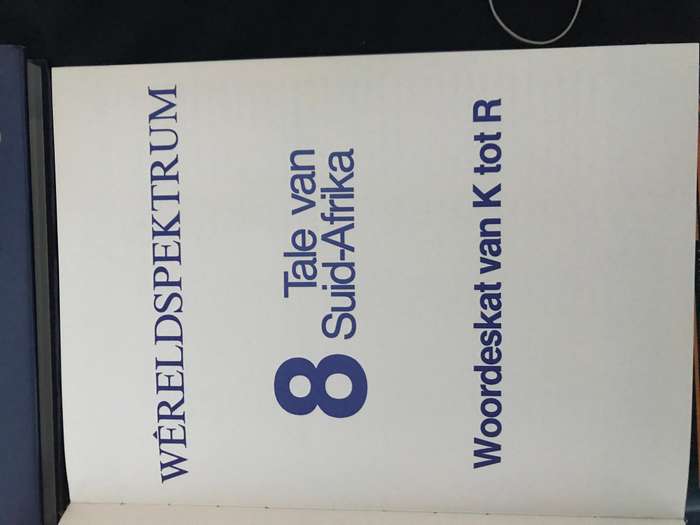 WÊRELDSPEKTRUM
8 Tale van
Suid-Afrika
Woordeskat van K tot R